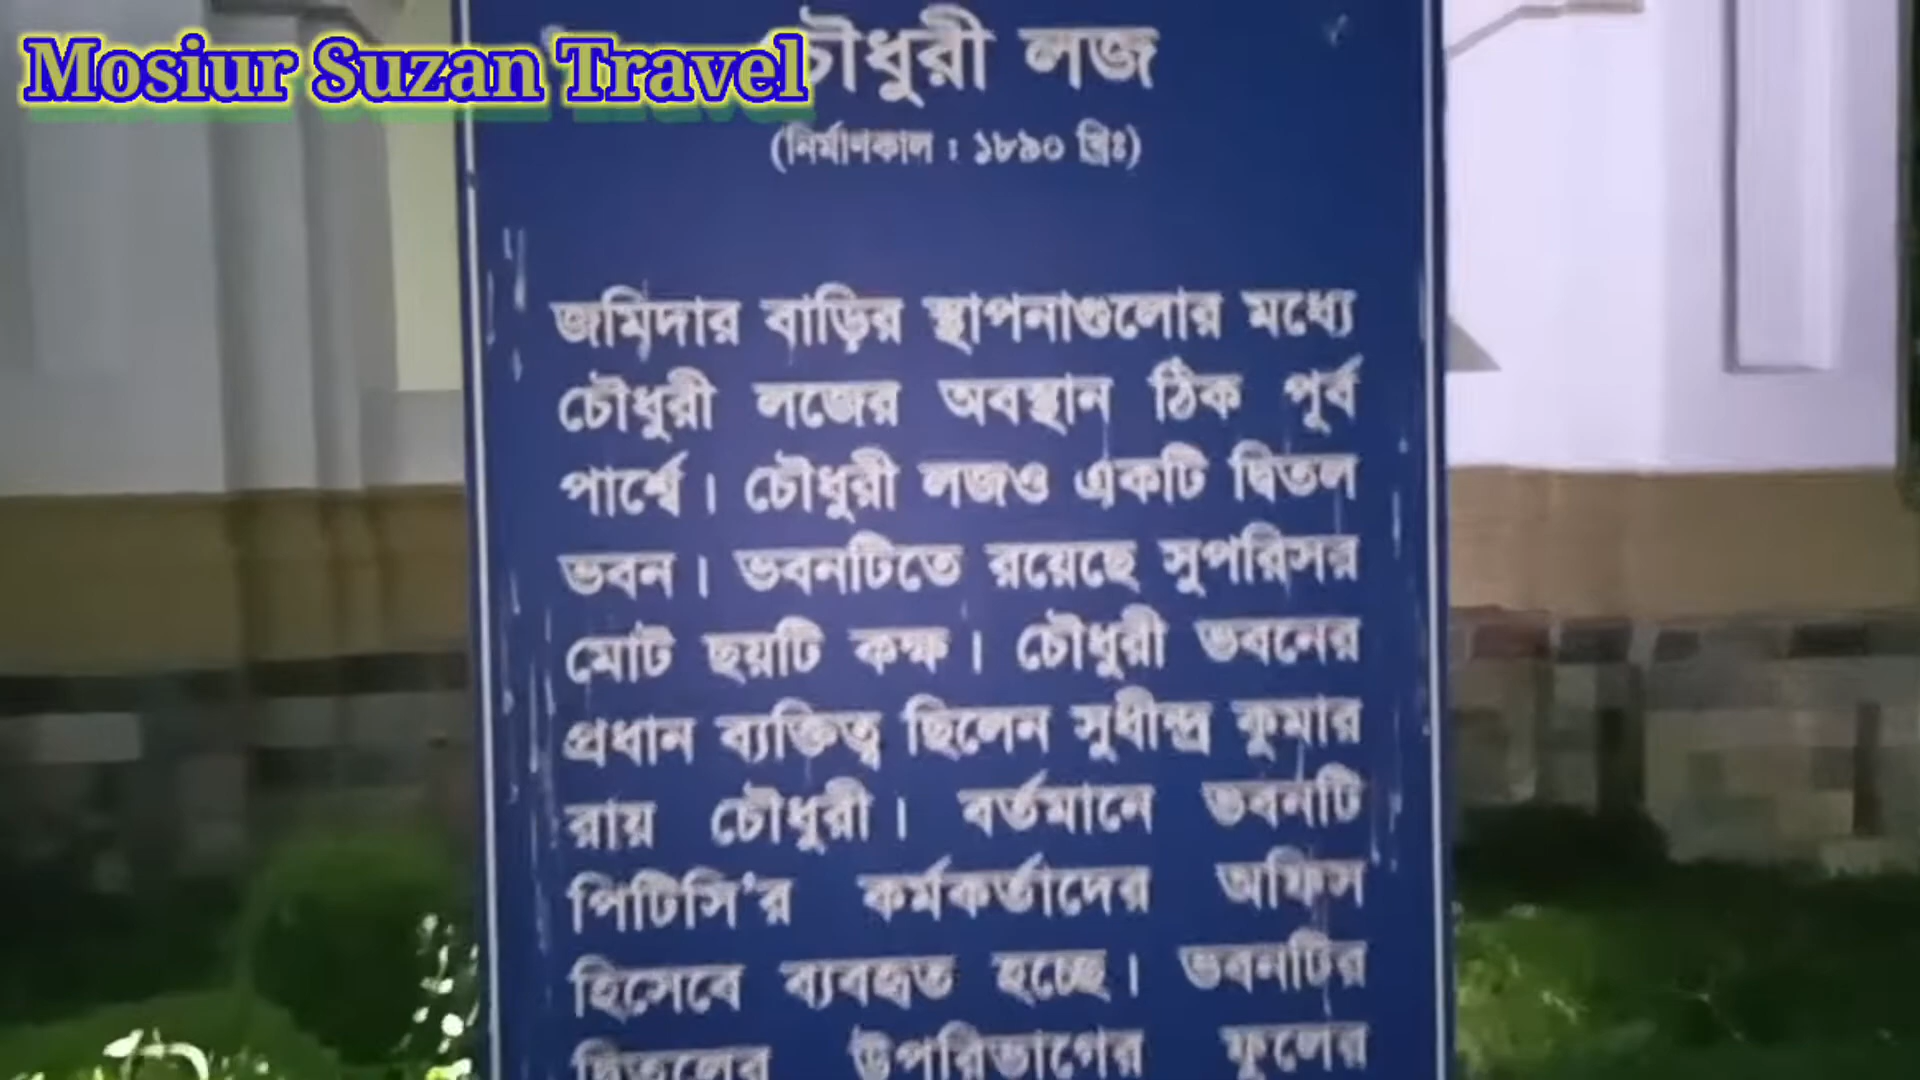 Mosiur Suzan Travel
চৌধুরী লজ
(নির্মাণকাল : ১৮৯০ খ্রিঃ)
জমিদার বাড়ির স্থাপনাগুলোর মধ্যে
চৌধুরী লজের অবস্থান ঠিক পূর্ব
পার্শ্বে। চৌধুরী লজও একটি দ্বিতল
ভবন। ভবনটিতে রয়েছে সুপরিসর
মোট ছয়টি কক্ষ। চৌধুরী ভবনের
প্রধান ব্যক্তিত্ব ছিলেন সুধীন্দ্র কুমার
রায় চৌধুরী। বর্তমানে ভবনটি
পিটিসি'র কর্মকর্তাদের অফিস
হিসেবে ব্যবহৃত হচ্ছে। ভবনটির
দ্বিতলের উপরিভাগের ফুলের